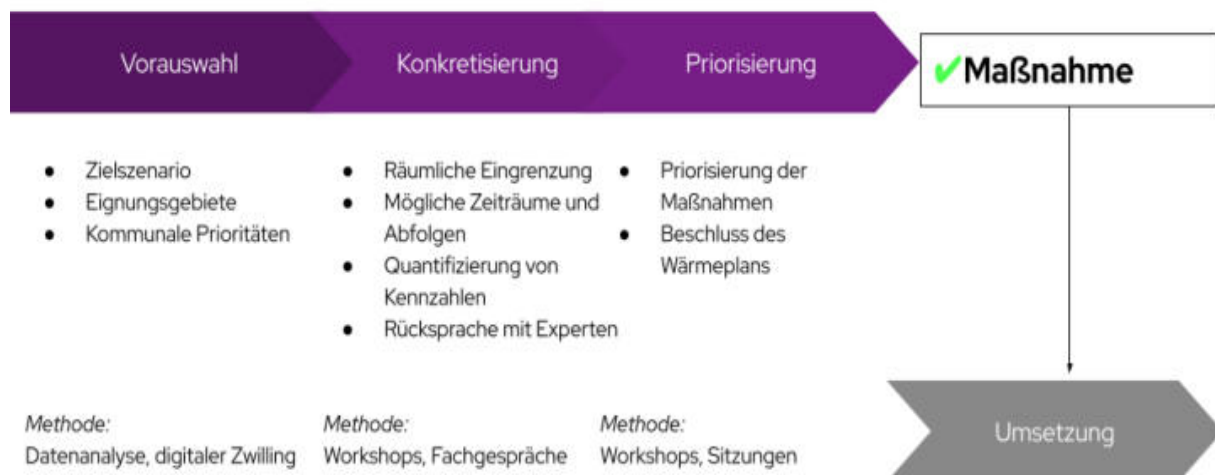 Vorauswahl
Konkretisierung
Priorisierung
✔Maßnahme
● Zielszenario
● Eignungsgebiete
● Kommunale Prioritäten
● Räumliche Eingrenzung
● Mögliche Zeiträume und
Abfolgen
● Quantifizierung von
Kennzahlen
● Rücksprache mit Experten
● Priorisierung der
Maßnahmen
● Beschluss des
Wärmeplans
Methode:
Datenanalyse, digitaler Zwilling
Methode:
Workshops, Fachgespräche
Methode:
Workshops, Sitzungen
Umsetzung